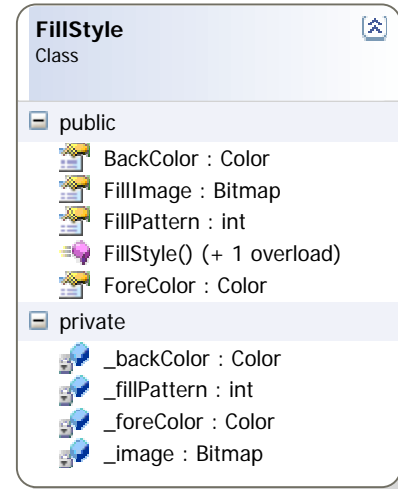 FillStyle
Class
public
BackColor : Color
FillImage : Bitmap
FillPattern : int
FillStyle() (+ 1 overload)
ForeColor : Color
private
_backColor : Color
_fillPattern : int
_foreColor : Color
_image : Bitmap